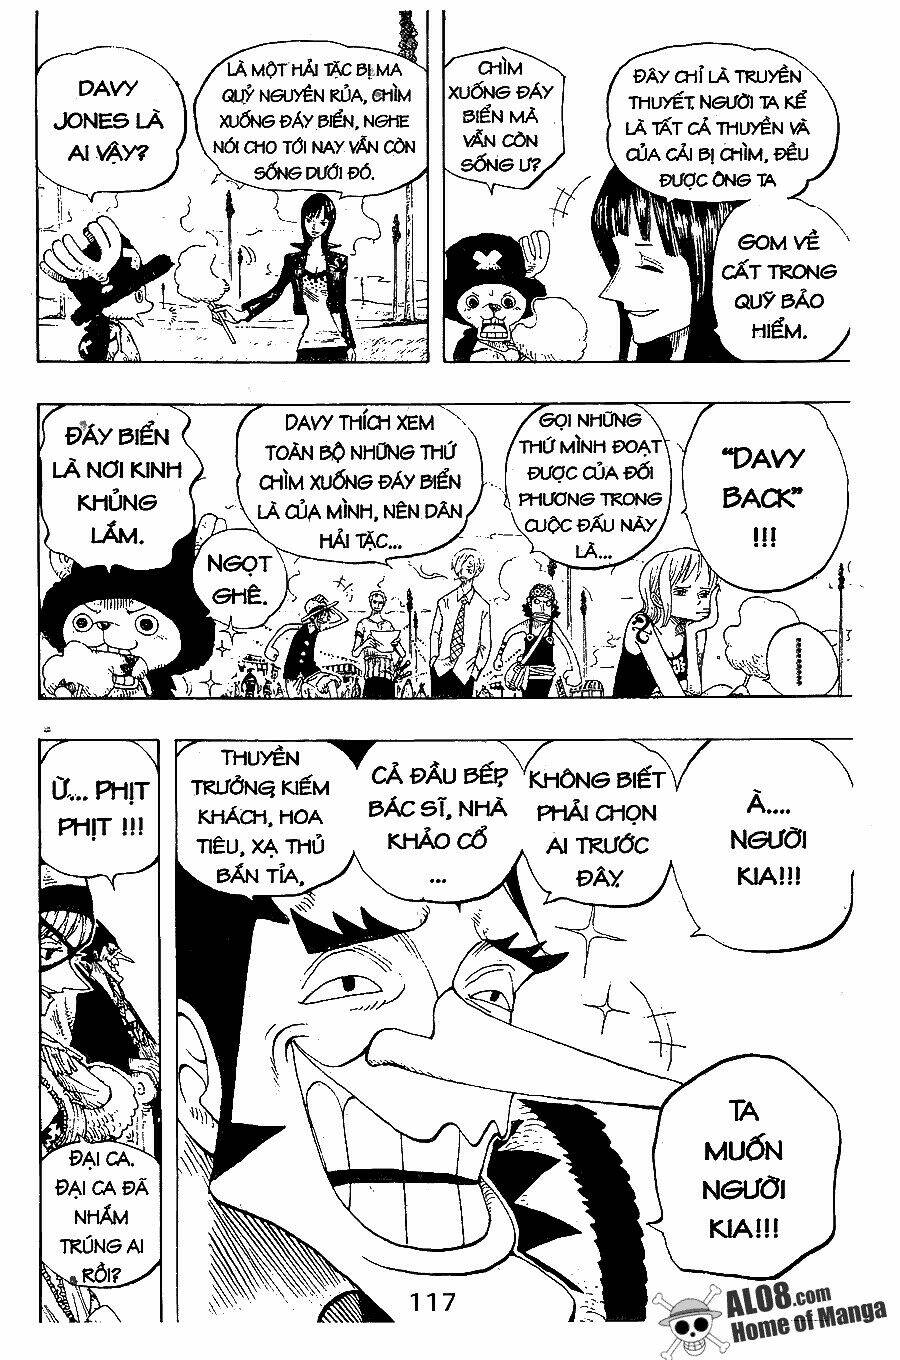 DAVY
JONES LÀ
AI VẬY?
LÀ MỘT HẢI TẶC BỊ MA
QUỶ NGUYỀN RỦA, CHÌM
XUỐNG ĐÁY BIỂN, NGHE
NÓI CHO TỚI NAY VẪN CÒN
SỐNG DƯỚI ĐÓ.
CHÌM
XUỐNG ĐÁY
BIỂN MÀ
VẪN CÒN
SỐNG Ư?
ĐÂY CHỈ LÀ TRUYỀN
THUYẾT. NGƯỜI TA KỂ
LÀ TẤT CẢ THUYỀN VÀ
CỦA CẢI BỊ CHÌM, ĐỀU
ĐƯỢC ÔNG TA
GOM VỀ
CẤT TRONG
QUỸ BẢO
HIỂM.
ĐÁY BIỂN
LÀ NƠI KINH
KHỦNG
LẮM.
NGỌT
GHÊ.
DAVY THÍCH XEM
TOÀN BỘ NHỮNG THỨ
CHÌM XUỐNG ĐÁY BIỂN
LÀ CỦA MÌNH, NÊN DÂN
HẢI TẶC...
GỌI NHỮNG
THỨ MÌNH ĐOẠT
ĐƯỢC CỦA ĐỐI
PHƯƠNG TRONG
CUỘC ĐẤU NÀY
LÀ...
"DAVY
BACK"
!!!
.........
Ừ... PHỊT
PHỊT !!!
ĐẠI CA.
ĐẠI CA ĐÃ
NHẮM
TRÚNG AI
RỒI?
THUYỀN
TRƯỞNG, KIẾM
KHÁCH, HOA
TIÊU, XẠ THỦ
BẮN TỈA,
CẢ ĐẦU BẾP,
BÁC SĨ, NHÀ
KHẢO CỔ
...
KHÔNG BIẾT
PHẢI CHỌN
AI TRƯỚC
ĐÂY.
À....
NGƯỜI
KIA!!!
TA
MUỐN
NGƯỜI
KIA!!!
117
AL08.com
Home of Manga